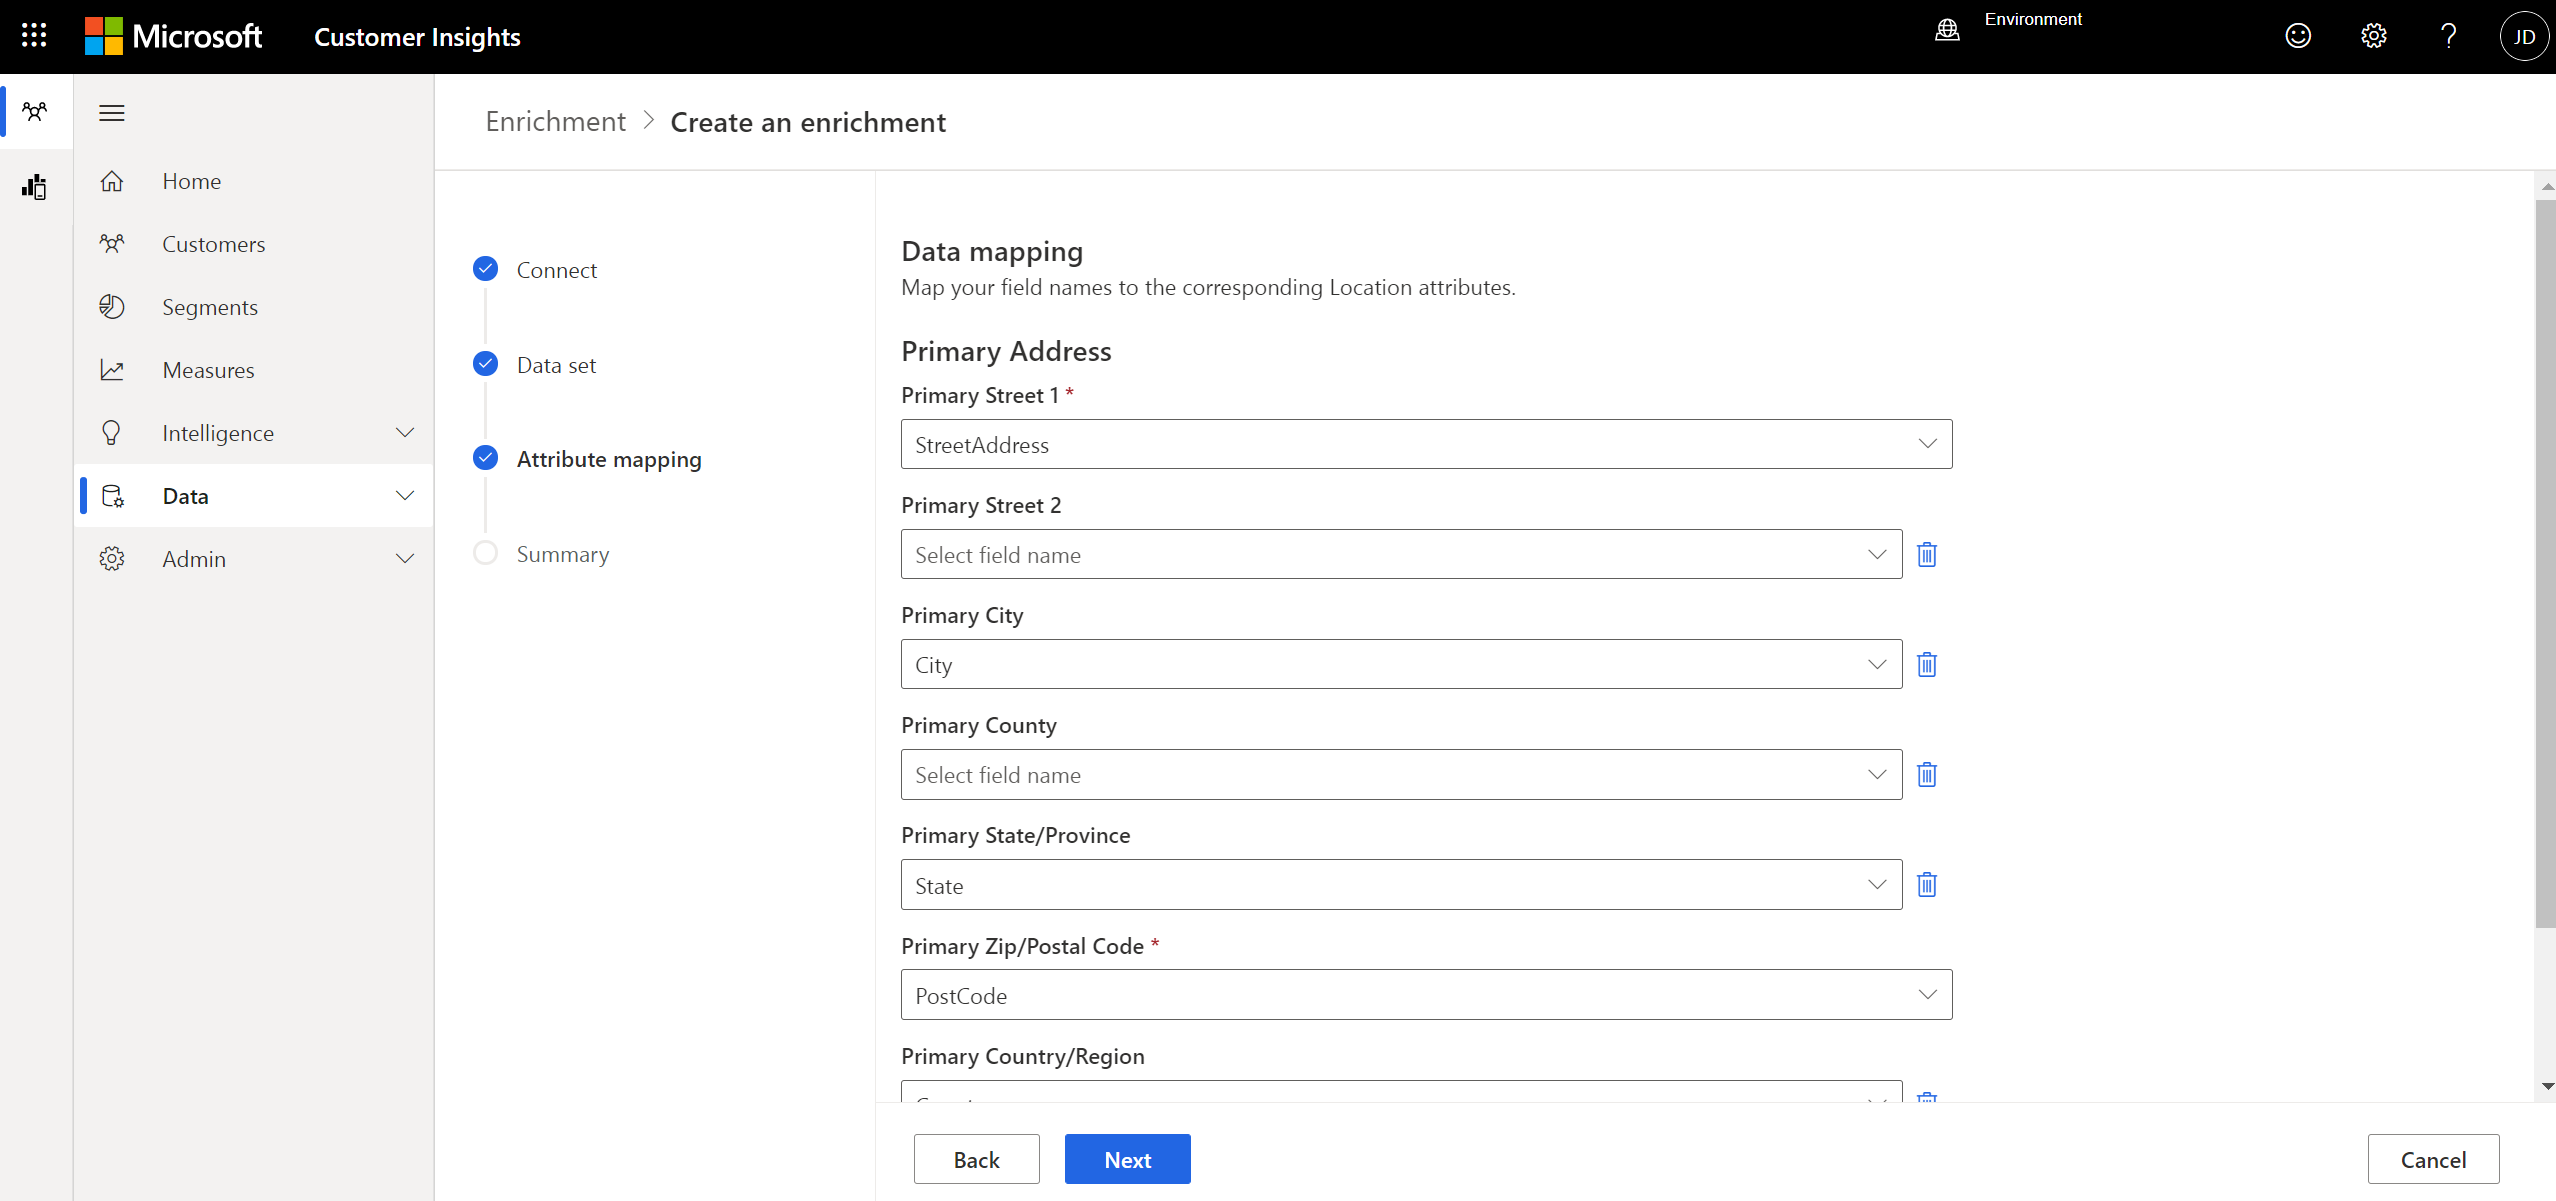 Microsoft
Customer Insights
Environment
JD
Enrichment
Create an enrichment
Home
Customers
Segments
Measures
Intelligence
Data
Admin
Connect
Data set
Attribute mapping
Summary
Data mapping
Map your field names to the corresponding Location attributes.
Primary Address
Primary Street 1 *
StreetAddress
Primary Street 2
Select field name
Primary City
City
Primary County
Select field name
Primary State/Province
State
Primary Zip/Postal Code *
PostCode
Primary Country/Region
Back
Next
Cancel